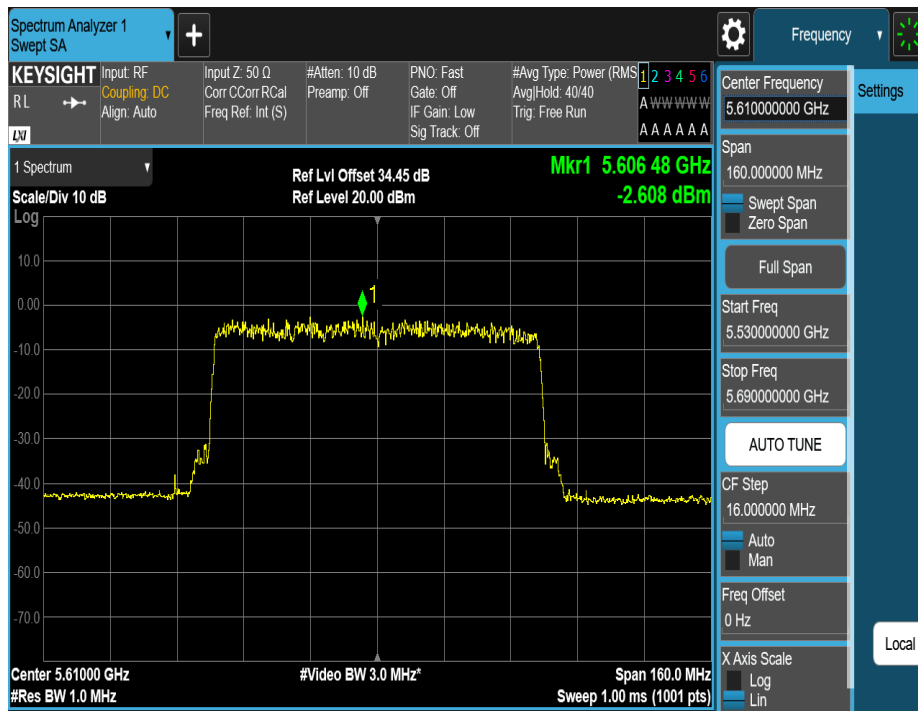 Spectrum Analyzer 1
Swept SA
+
Frequency
KEYSIGHT
RL
LXI
Input: RF
Coupling: DC
Align: Auto
Input Z: 50 Ω
Corr CCorr RCal
Freq Ref: Int (S)
#Atten: 10 dB
Preamp: Off
PNO: Fast
Gate: Off
IF Gain: Low
Sig Track: Off
#Avg Type: Power (RMS
Avg|Hold: 40/40
Trig: Free Run
1 2 3 4 5 6
A W W W W W
A A A A A A
1 Spectrum
Scale/Div 10 dB
Log
Ref Lvl Offset 34.45 dB
Ref Level 20.00 dBm
Mkr1 5.606 48 GHz
-2.608 dBm
1
10.0
0.00
-10.0
-20.0
-30.0
-40.0
-50.0
-60.0
-70.0
Center 5.61000 GHz
#Res BW 1.0 MHz
#Video BW 3.0 MHz*
Span 160.0 MHz
Sweep 1.00 ms (1001 pts)
Center Frequency
5.610000000 GHz
Span
160.000000 MHz
Swept Span
Zero Span
Full Span
Start Freq
5.530000000 GHz
Stop Freq
5.690000000 GHz
AUTO TUNE
CF Step
16.000000 MHz
Auto
Man
Freq Offset
0 Hz
X Axis Scale
Log
Lin
Settings
Local